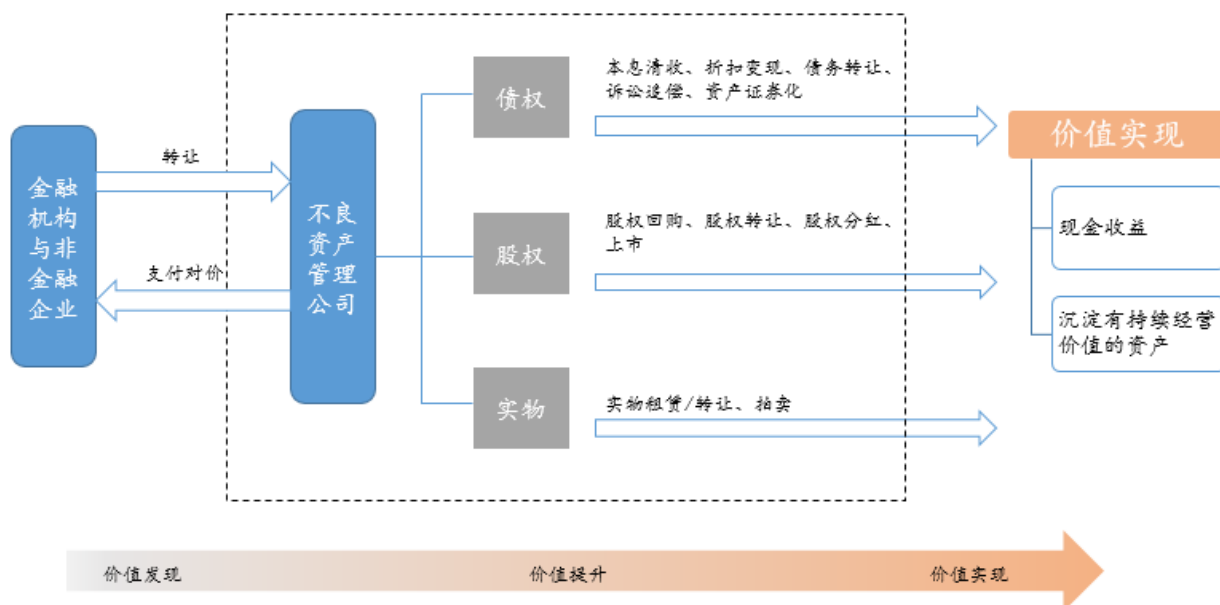 金融
机构
与非
金融
企业
转让
支付对价
不良
资产
管理
公司
债权
本息清收、折扣变现、债务转让、
诉讼追偿、资产证券化
股权
股权回购、股权转让、股权分红、
上市
实物
实物租赁/转让、拍卖
价值实现
现金收益
沉淀有持续经营
价值的资产
价值发现
价值提升
价值实现